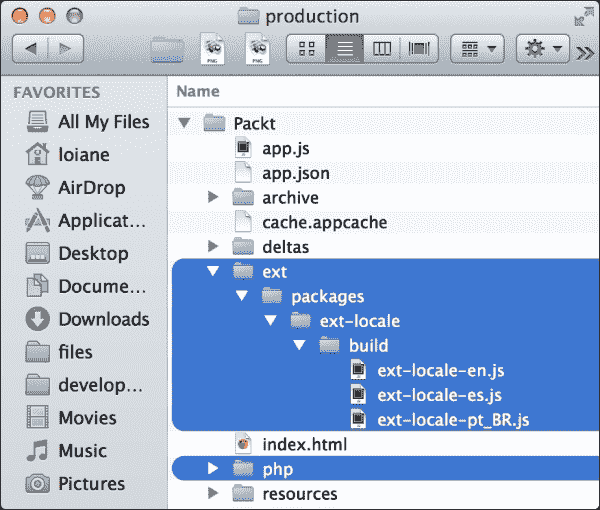 production
FAVORITES
All My Files
loiane
AirDrop
Applicat...
Desktop
Docume...
Downloads
files
develop...
Movies
Music
Pictures
Name
Packt
app.js
app.json
archive
cache.appcache
deltas
ext
packages
ext-locale
build
ext-locale-en.js
ext-locale-es.js
ext-locale-pt_BR.js
index.html
php
resources